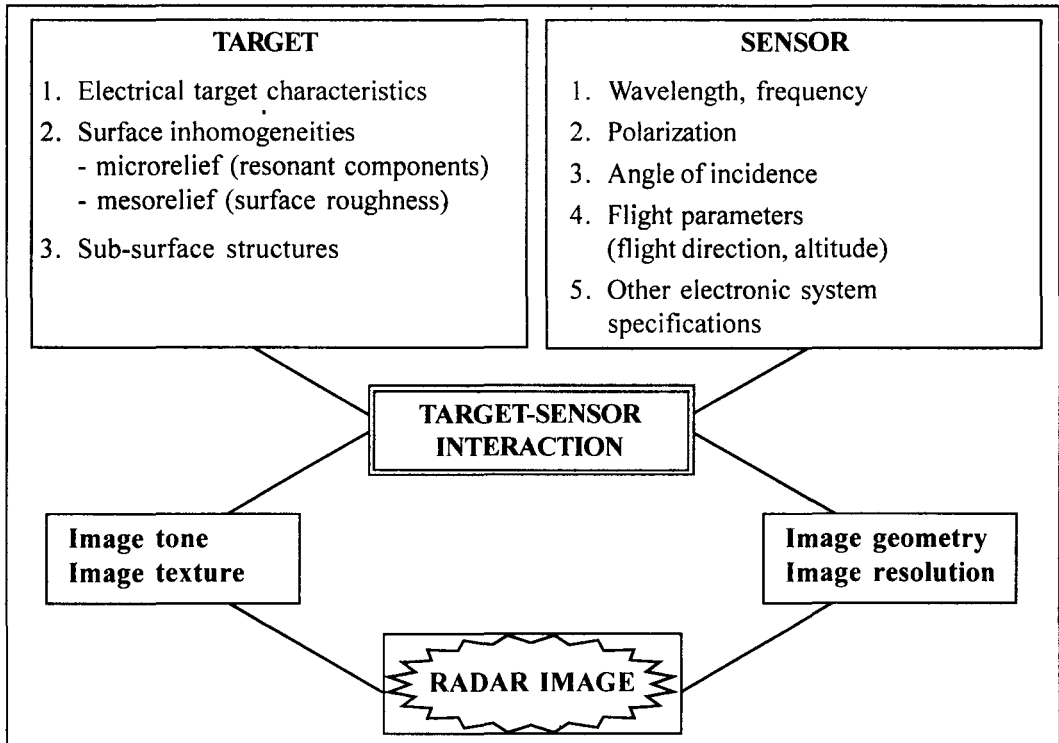 TARGET
1. Electrical target characteristics
2. Surface inhomogeneities
- microrelief (resonant components)
- mesorelief (surface roughness)
3. Sub-surface structures
SENSOR
1. Wavelength, frequency
2. Polarization
3. Angle of incidence
4. Flight parameters
(flight direction, altitude)
5. Other electronic system
specifications
TARGET-SENSOR
INTERACTION
Image tone
Image texture
Image geometry
Image resolution
RADAR IMAGE